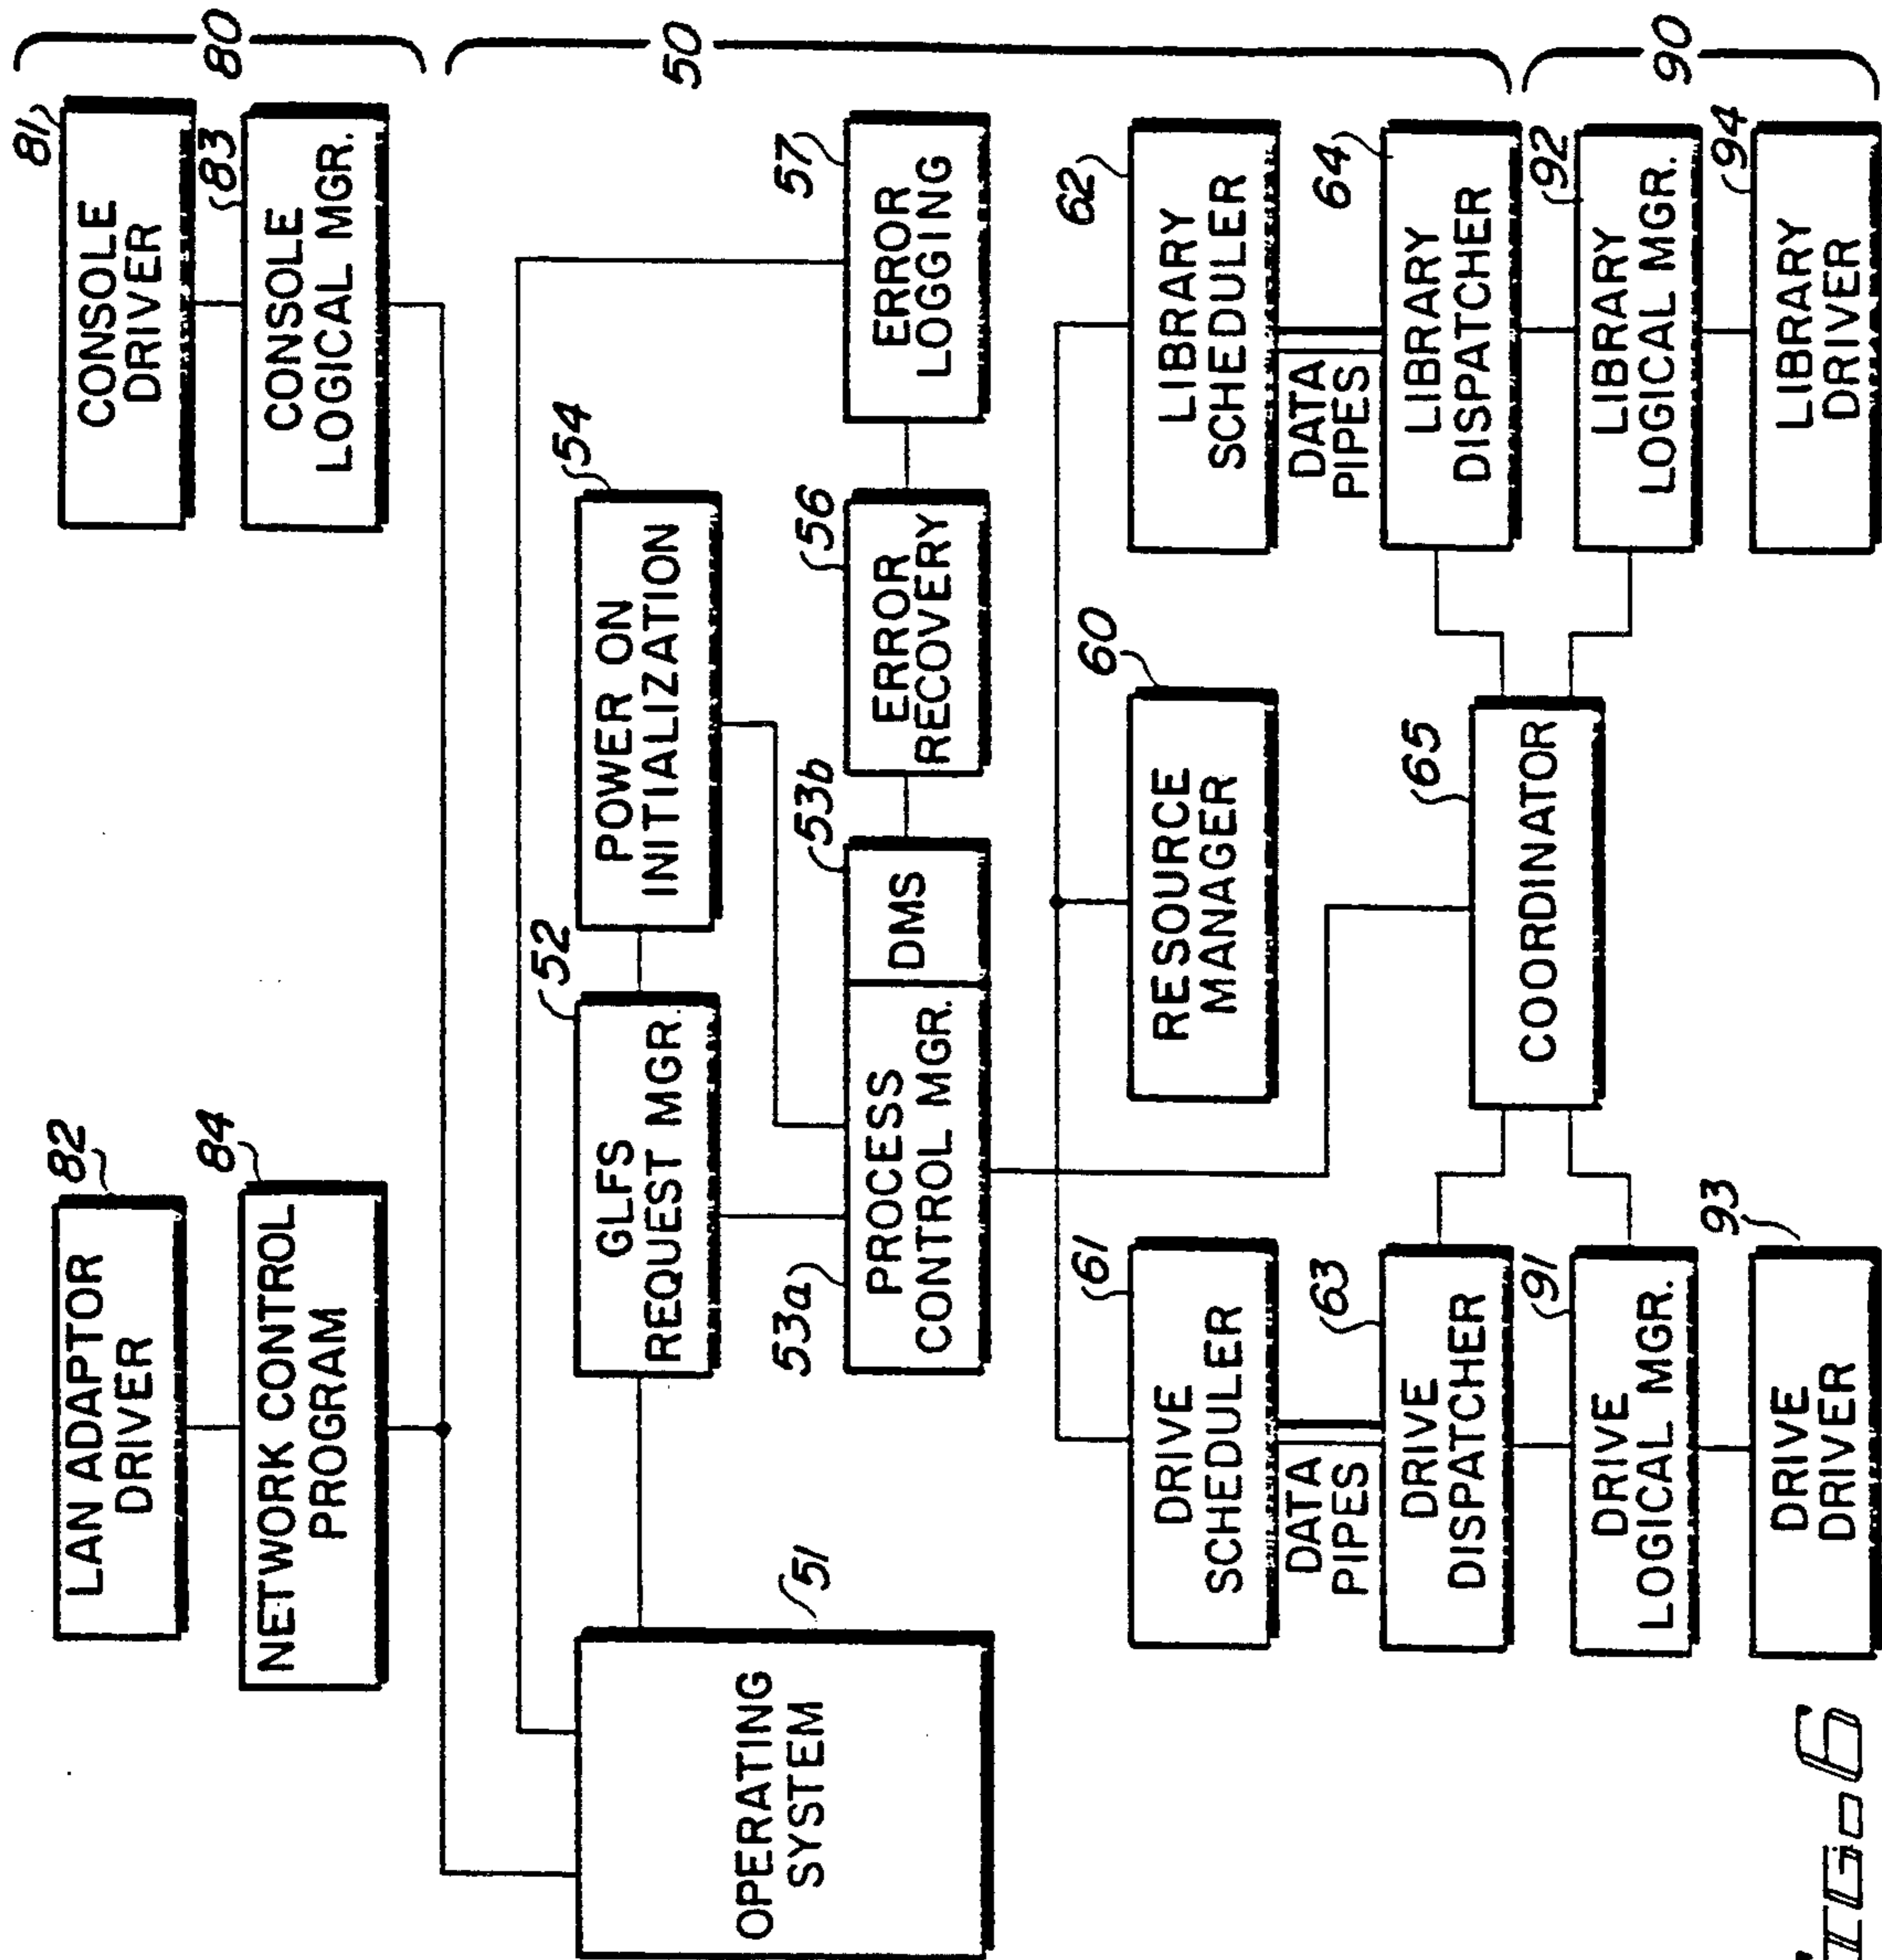 LAN ADAPTOR
DRIVER
82
NETWORK CONTROL
PROGRAM
84
CONSOLE
DRIVER
81
CONSOLE
LOGICAL MGR.
83
80
OPERATING
SYSTEM
51
GLFS
REQUEST MGR.
52
POWER ON
INITIALIZATION
54
PROCESS
CONTROL MGR.
53a
DMS
53b
ERROR
RECOVERY
56
ERROR
LOGGING
57
50
DRIVE
SCHEDULER
61
RESOURCE
MANAGER
60
LIBRARY
SCHEDULER
62
DATA
PIPES
DATA
PIPES
DRIVE
DISPATCHER
63
COORDINATOR
65
LIBRARY
DISPATCHER
64
DRIVE
LOGICAL MGR.
91
LIBRARY
LOGICAL MGR.
92
DRIVE
DRIVER
93
LIBRARY
DRIVER
94
90
IG.6